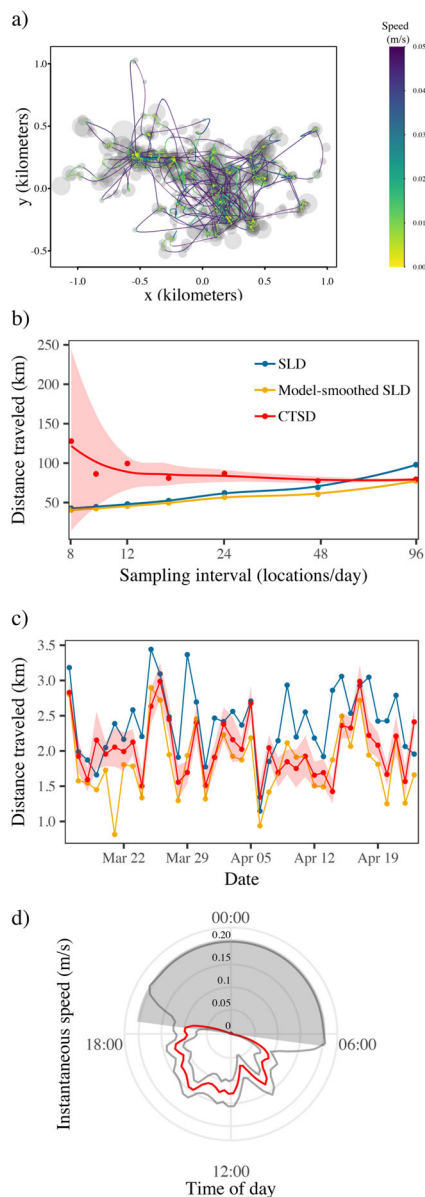 a)
Speed
(m/s)
0.05
0.04
0.03
0.02
0.01
0.00
y (kilometers)
1.0
0.5
0.0
-0.5
-1.0 -0.5 0.0 0.5 1.0
x (kilometers)
b)
Distance traveled (km)
250
200
150
100
50
SLD
Model-smoothed SLD
CTSD
8 12 24 48 96
Sampling interval (locations/day)
c)
Distance traveled (km)
3.5
3.0
2.5
2.0
1.5
1.0
Mar 22 Mar 29 Apr 05 Apr 12 Apr 19
Date
d)
Instantaneous speed (m/s)
00:00
0.20
0.15
0.1
0.05
0
18:00
06:00
12:00
Time of day